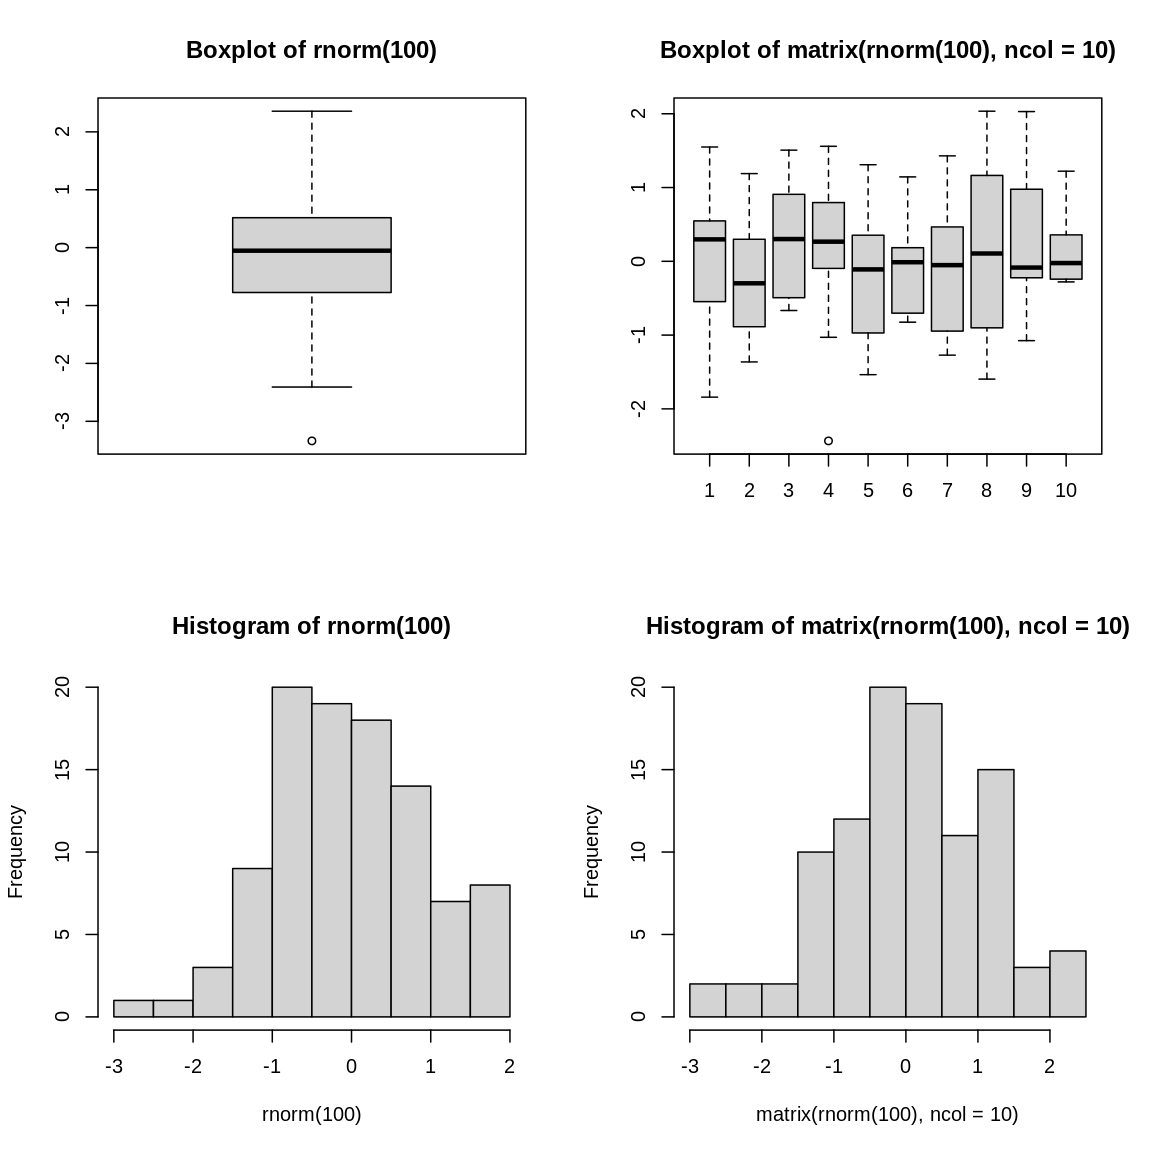 Boxplot of rnorm(100)
2
1
0
-1
-2
-3
Boxplot of matrix(rnorm(100), ncol = 10)
2
1
0
-1
-2
1 2 3 4 5 6 7 8 9 10
Histogram of rnorm(100)
Frequency
20
15
10
5
0
-3 -2 -1 0 1 2
rnorm(100)
Histogram of matrix(rnorm(100), ncol = 10)
Frequency
20
15
10
5
0
-3 -2 -1 0 1 2
matrix(rnorm(100), ncol = 10)